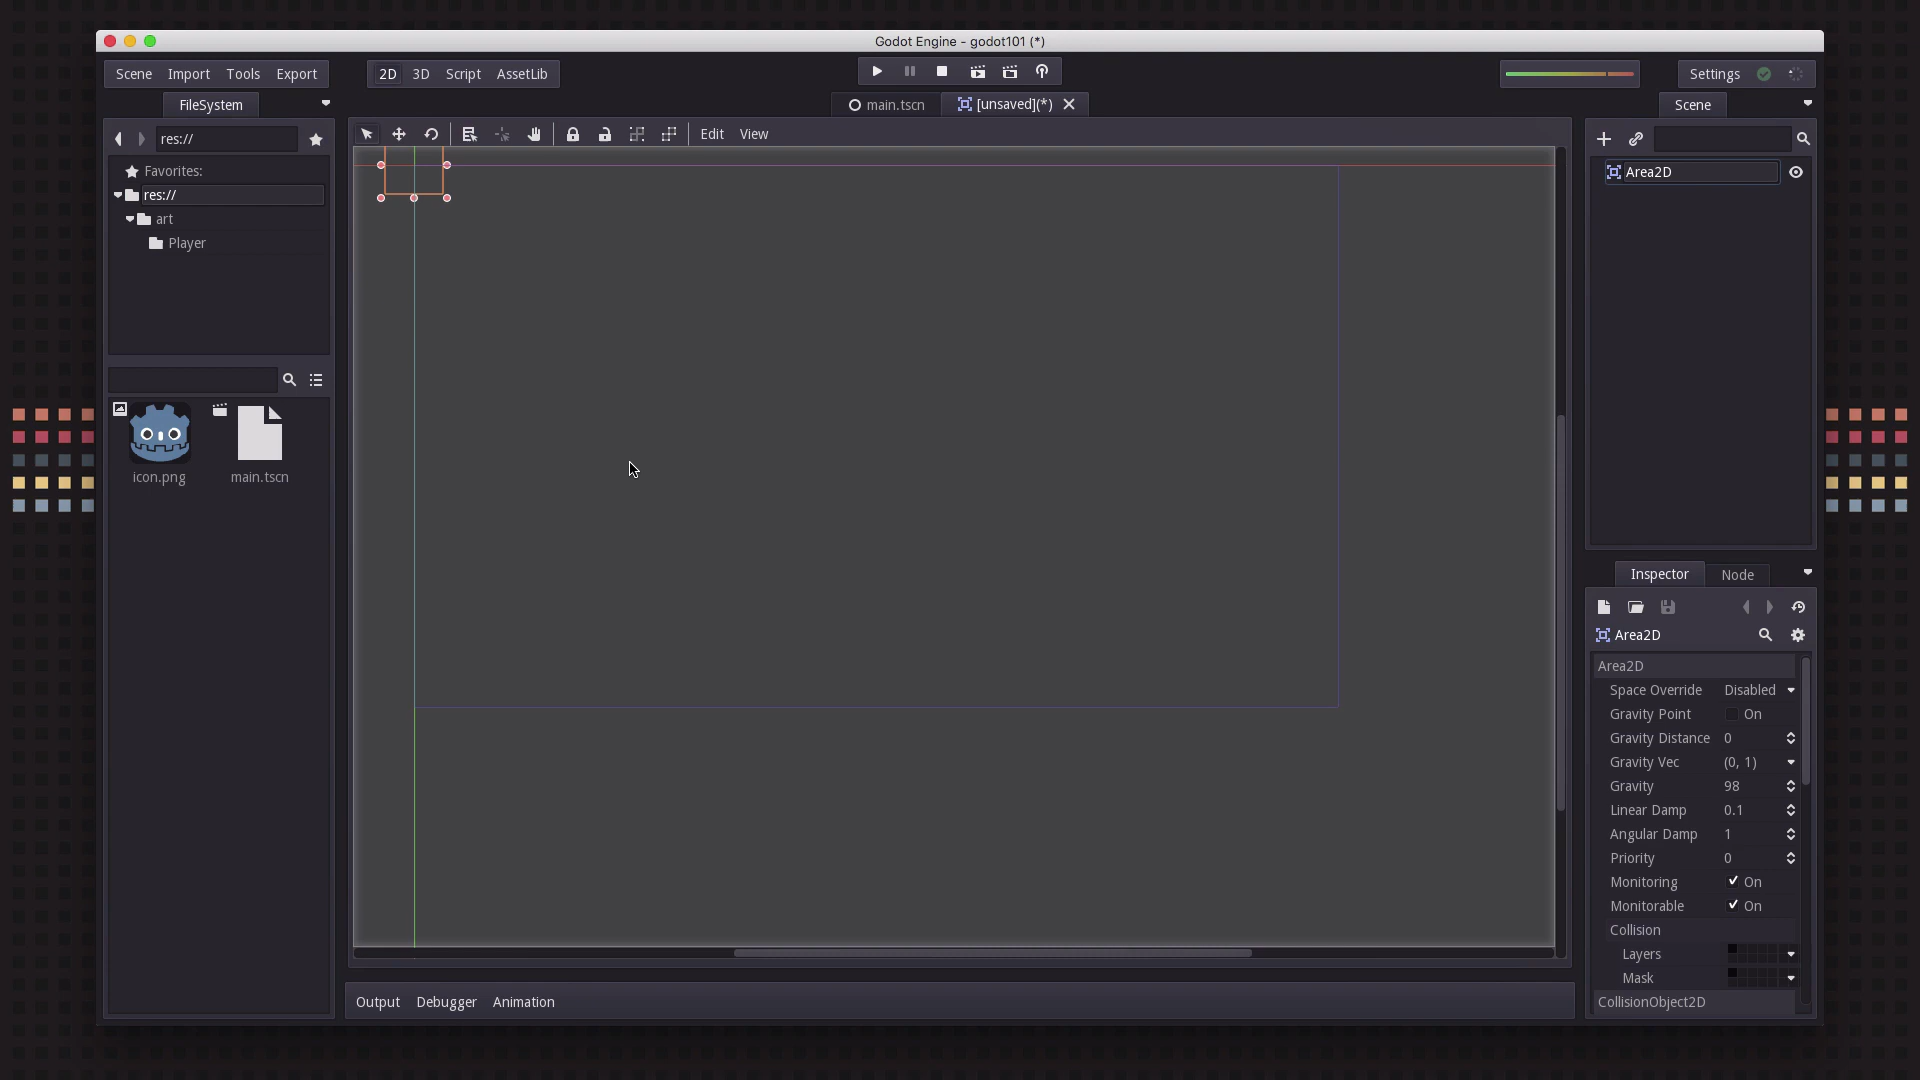 Godot Engine - godot101 (*)
Scene Import Tools Export
2D 3D Script AssetLib
Settings
FileSystem
main.tscn
[unsaved](*)
Scene
res://
Edit View
Favorites:
res://
art
Player
icon.png
main.tscn
Area2D
Inspector Node
Area2D
Area2D
Space Override Disabled
Gravity Point On
Gravity Distance 0
Gravity Vec (0, 1)
Gravity 98
Linear Damp 0.1
Angular Damp 1
Priority 0
Monitoring On
Monitorable On
Collision
Layers
Mask
CollisionObject2D
Output Debugger Animation